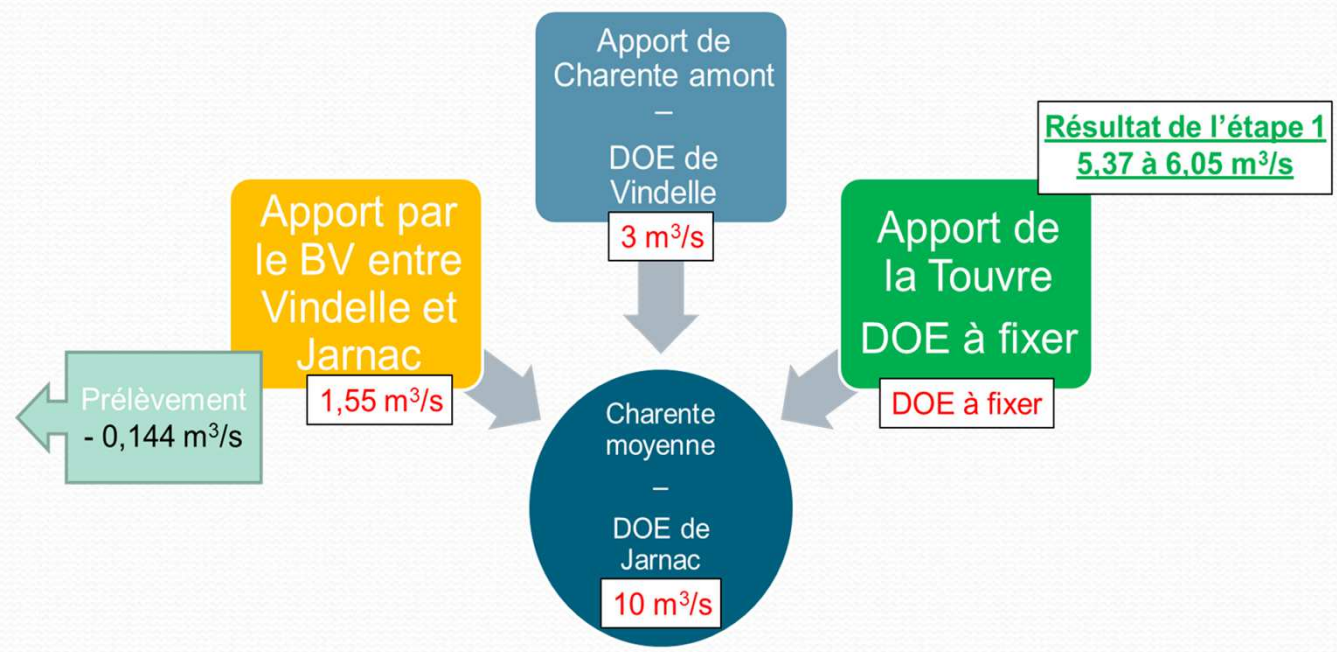 Apport de
Charente amont
–
DOE de
Vindelle
3 m³/s
Résultat de l'étape 1
5,37 à 6,05 m³/s
Apport par
le BV entre
Vindelle et
Jarnac
1,55 m³/s
Prélèvement
- 0,144 m³/s
Apport de
la Touvre
DOE à fixer
DOE à fixer
Charente
moyenne
–
DOE de
Jarnac
10 m³/s